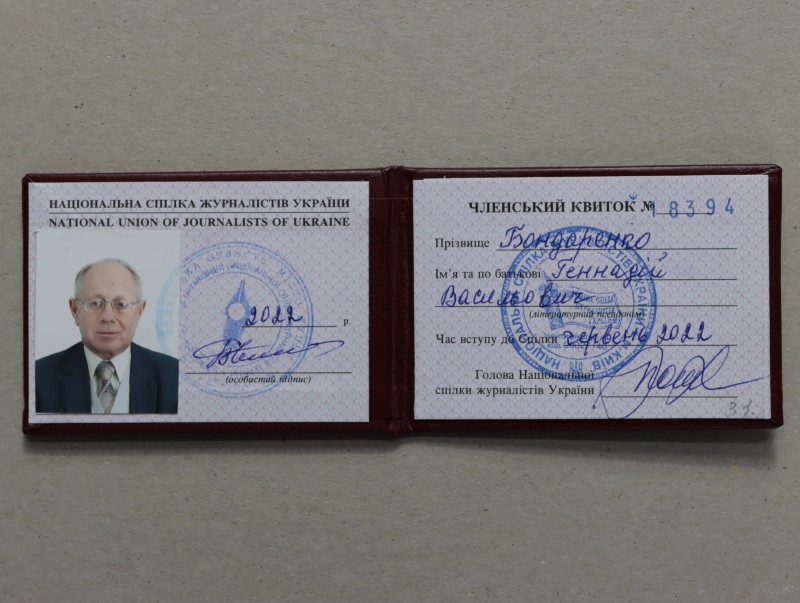 НАЦІОНАЛЬНА СПІЛКА ЖУРНАЛІСТІВ УКРАЇНИ
NATIONAL UNION OF JOURNALISTS OF UKRAINE
2022 р.
(особистий підпис)
ЧЛЕНСЬКИЙ КВИТОК № 18394
Прізвище Бондаренко
Ім'я та по батькові Геннадій
Васильович
(літературний псевдонім)
Час вступу до Спілки червень 2022
Голова Національної
спілки журналістів України